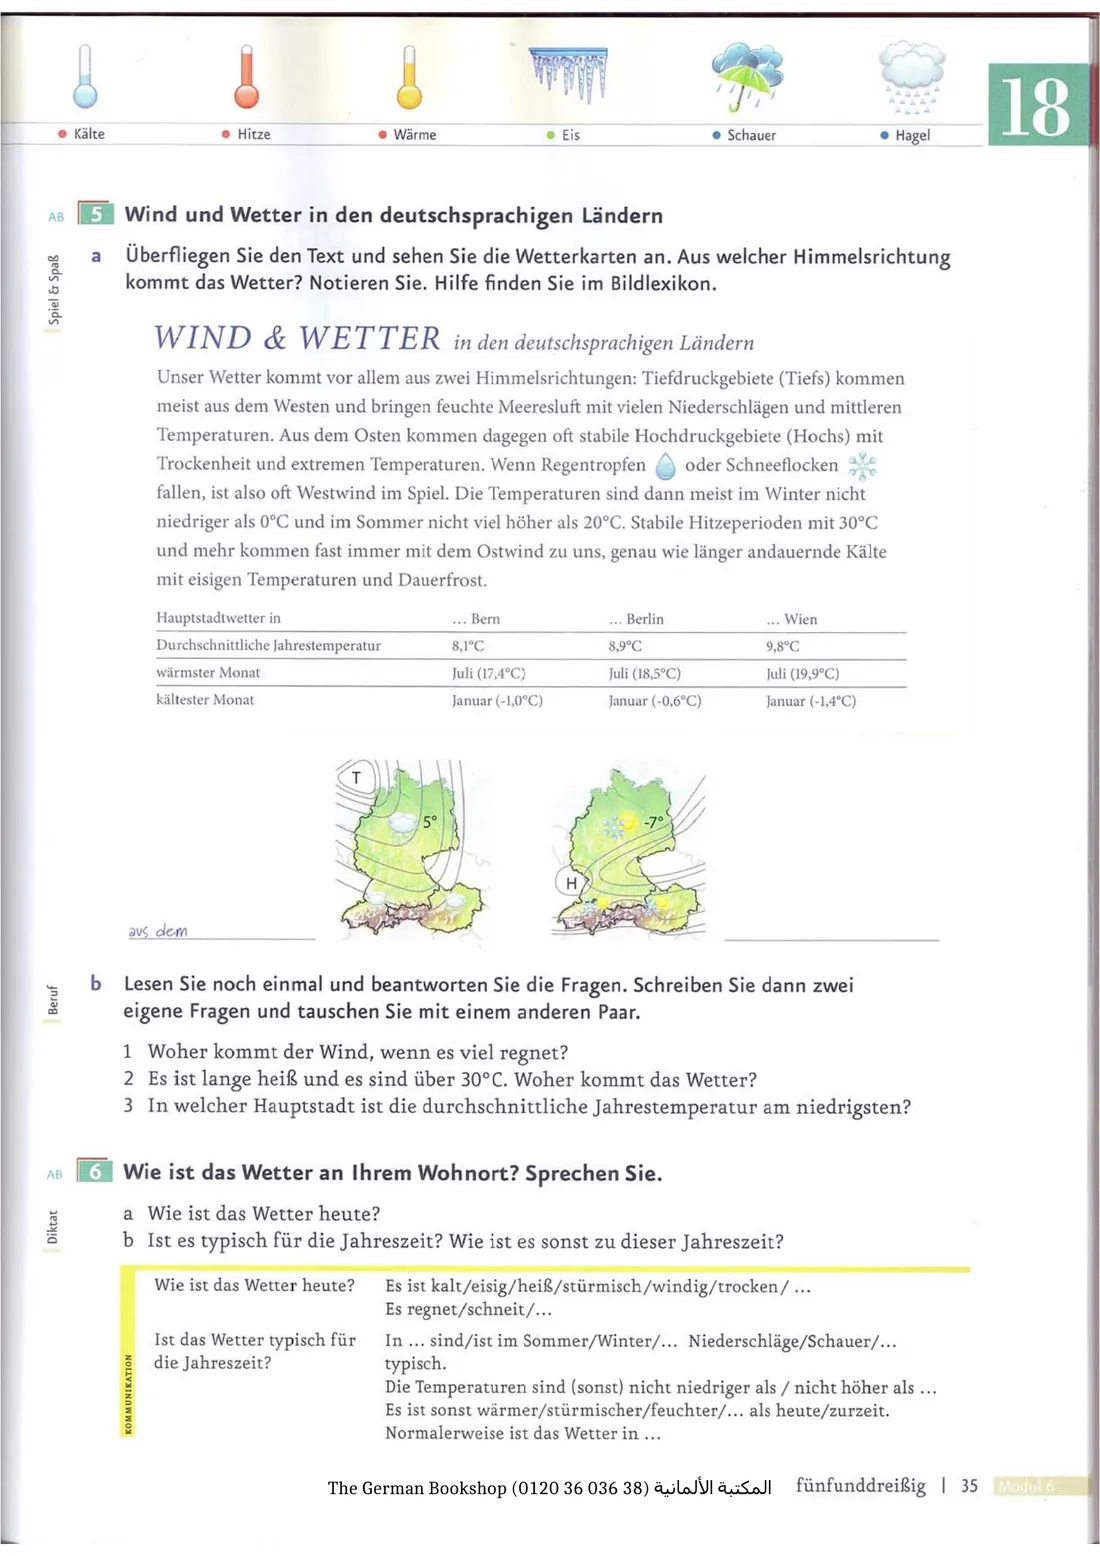 18
Kälte Hitze Wärme Eis Schauer Hagel
AB 5 Wind und Wetter in den deutschsprachigen Ländern
Spiel & Spaß
a Überfliegen Sie den Text und sehen Sie die Wetterkarten an. Aus welcher Himmelsrichtung
kommt das Wetter? Notieren Sie. Hilfe finden Sie im Bildlexikon.
WIND & WETTER in den deutschsprachigen Ländern
Unser Wetter kommt vor allem aus zwei Himmelsrichtungen: Tiefdruckgebiete (Tiefs) kommen
meist aus dem Westen und bringen feuchte Meeresluft mit vielen Niederschlägen und mittleren
Temperaturen. Aus dem Osten kommen dagegen oft stabile Hochdruckgebiete (Hochs) mit
Trockenheit und extremen Temperaturen. Wenn Regentropfen oder Schneeflocken
fallen, ist also oft Westwind im Spiel. Die Temperaturen sind dann meist im Winter nicht
niedriger als 0°C und im Sommer nicht viel höher als 20°C. Stabile Hitzeperioden mit 30°C
und mehr kommen fast immer mit dem Ostwind zu uns, genau wie länger andauernde Kälte
mit eisigen Temperaturen und Dauerfrost.
Hauptstadtwetter in ... Bern ... Berlin ... Wien
Durchschnittliche Jahrestemperatur 8,1°C 8,9°C 9,8°C
wärmster Monat Juli (17,4°C) Juli (18,5°C) Juli (19,9°C)
kältester Monat Januar (-1,0°C) Januar (-0,6°C) Januar (-1,4°C)
T
5°
-7°
H
aus dem
Beruf
b Lesen Sie noch einmal und beantworten Sie die Fragen. Schreiben Sie dann zwei
eigene Fragen und tauschen Sie mit einem anderen Paar.
1 Woher kommt der Wind, wenn es viel regnet?
2 Es ist lange heiß und es sind über 30°C. Woher kommt das Wetter?
3 In welcher Hauptstadt ist die durchschnittliche Jahrestemperatur am niedrigsten?
AB 6 Wie ist das Wetter an Ihrem Wohnort? Sprechen Sie.
Diktat
a Wie ist das Wetter heute?
b Ist es typisch für die Jahreszeit? Wie ist es sonst zu dieser Jahreszeit?
KOMMUNIKATION
Wie ist das Wetter heute? Es ist kalt/eisig/heiß/stürmisch/windig/trocken/ ...
Es regnet/schneit/...
Ist das Wetter typisch für In ... sind/ist im Sommer/Winter/... Niederschläge/Schauer/...
die Jahreszeit? typisch.
Die Temperaturen sind (sonst) nicht niedriger als / nicht höher als ...
Es ist sonst wärmer/stürmischer/feuchter/... als heute/zurzeit.
Normalerweise ist das Wetter in ...
The German Bookshop (0120 36 036 38) المكتبة الألمانية
fünfunddreißig | 35 Modul 6